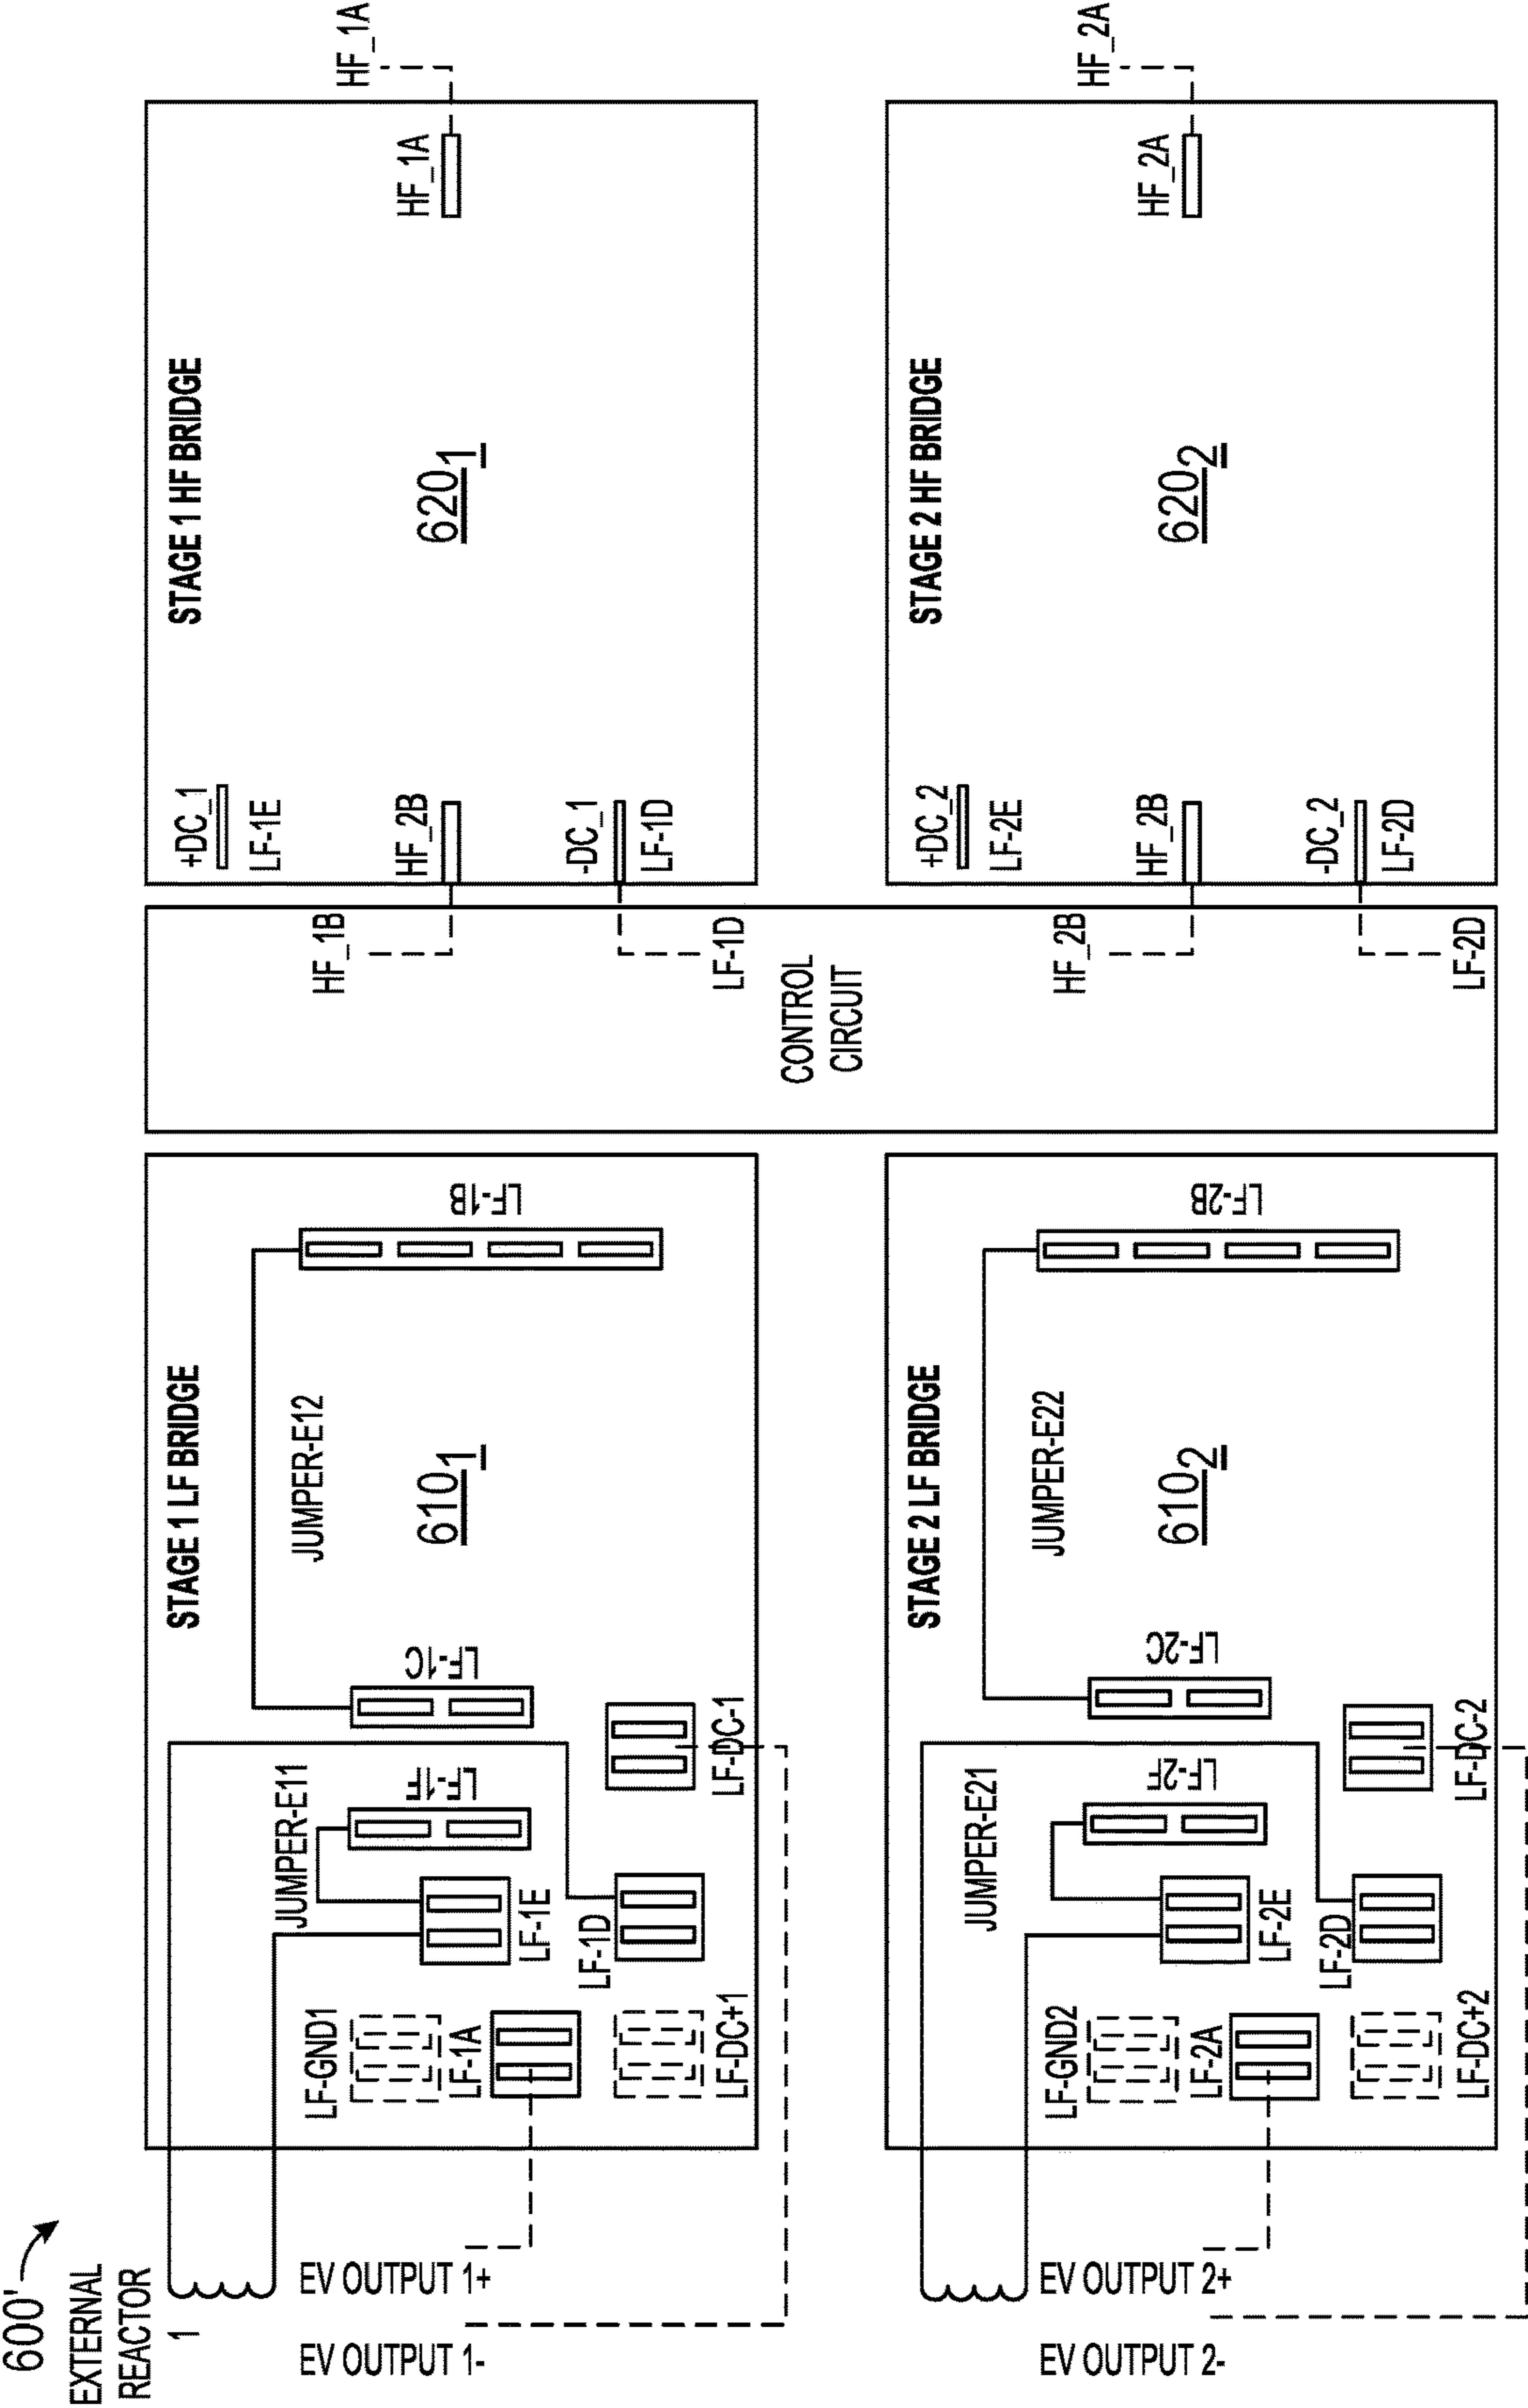 600'
EXTERNAL
REACTOR
1
EV OUTPUT 1+
EV OUTPUT 1-
STAGE 1 LF BRIDGE
610₁
JUMPER-E11
JUMPER-E12
LF-GND1
LF-1A
LF-DC+1
LF-1E
LF-1D
LF-1F
LF-1C
LF-DC-1
LF-1B
EV OUTPUT 2+
EV OUTPUT 2-
STAGE 2 LF BRIDGE
610₂
JUMPER-E21
JUMPER-E22
LF-GND2
LF-2A
LF-DC+2
LF-2E
LF-2D
LF-2F
LF-2C
LF-DC-2
LF-2B
CONTROL
CIRCUIT
HF_1B
LF-1D
HF_2B
LF-2D
STAGE 1 HF BRIDGE
620₁
+DC_1
LF-1E
HF_2B
-DC_1
LF-1D
HF_1A
HF_1A
STAGE 2 HF BRIDGE
620₂
+DC_2
LF-2E
HF_2B
-DC_2
LF-2D
HF_2A
HF_2A